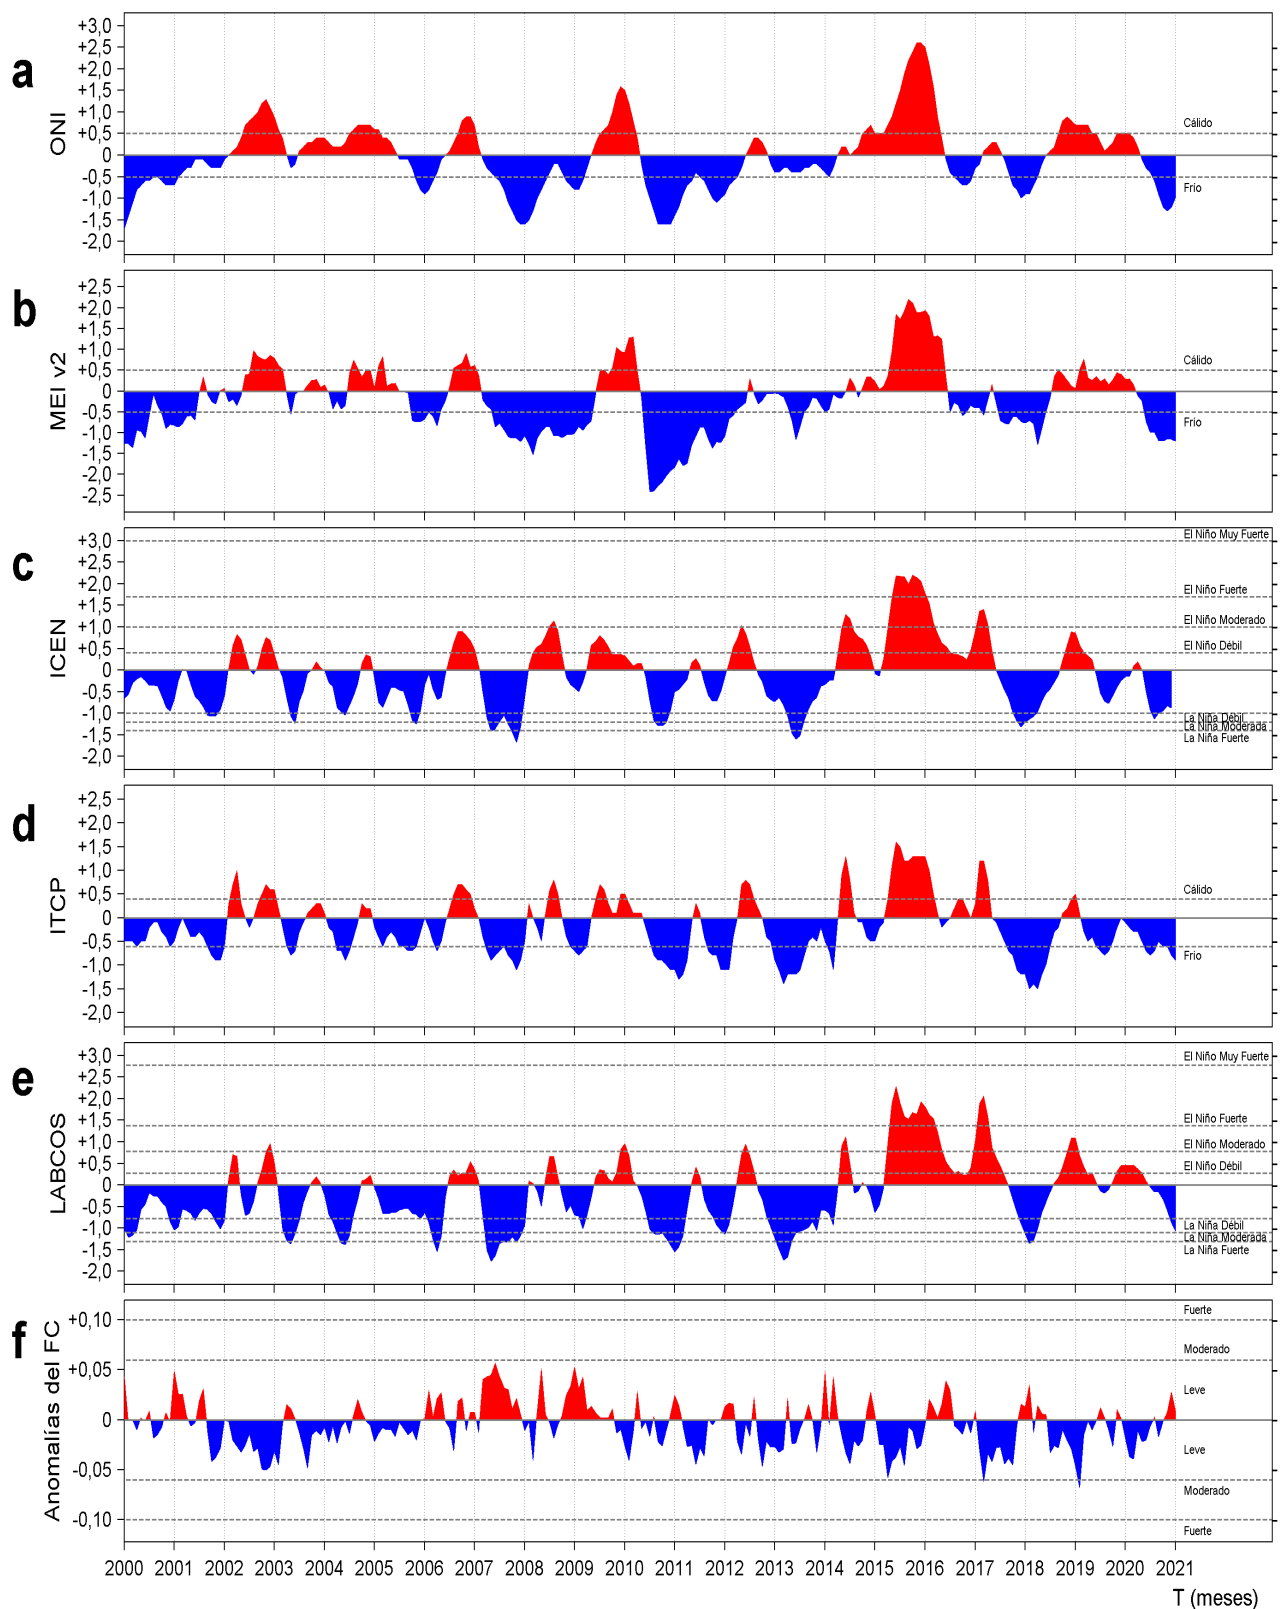 a
ONI
+3,0
+2,5
+2,0
+1,5
+1,0
+0,5
0
-0,5
-1,0
-1,5
-2,0
Cálido
Frío
b
MEI v2
+2,5
+2,0
+1,5
+1,0
+0,5
0
-0,5
-1,0
-1,5
-2,0
-2,5
Cálido
Frío
c
ICEN
+3,0
+2,5
+2,0
+1,5
+1,0
+0,5
0
-0,5
-1,0
-1,5
-2,0
El Niño Muy Fuerte
El Niño Fuerte
El Niño Moderado
El Niño Débil
La Niña Débil
La Niña Moderada
La Niña Fuerte
d
ITCP
+2,5
+2,0
+1,5
+1,0
+0,5
0
-0,5
-1,0
-1,5
-2,0
Cálido
Frío
e
LABCOS
+3,0
+2,5
+2,0
+1,5
+1,0
+0,5
0
-0,5
-1,0
-1,5
-2,0
El Niño Muy Fuerte
El Niño Fuerte
El Niño Moderado
El Niño Débil
La Niña Débil
La Niña Moderada
La Niña Fuerte
f
Anomalías del FC
+0,10
+0,05
0
-0,05
-0,10
Fuerte
Moderado
Leve
Leve
Moderado
Fuerte
2000 2001 2002 2003 2004 2005 2006 2007 2008 2009 2010 2011 2012 2013 2014 2015 2016 2017 2018 2019 2020 2021
T (meses)